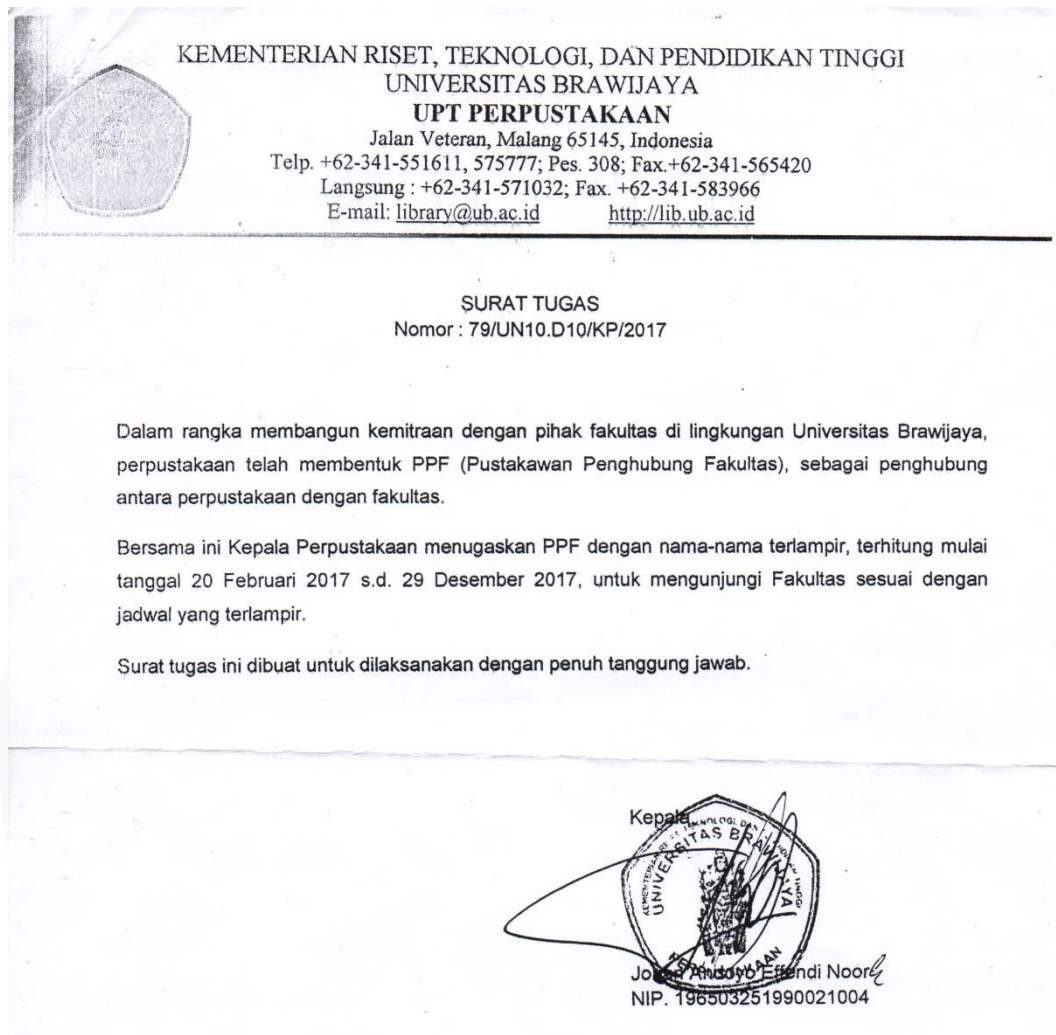 KEMENTERIAN RISET, TEKNOLOGI, DAN PENDIDIKAN TINGGI
UNIVERSITAS BRAWIJAYA
UPT PERPUSTAKAAN
Jalan Veteran, Malang 65145, Indonesia
Telp. +62-341-551611, 575777; Pes. 308; Fax.+62-341-565420
Langsung : +62-341-571032; Fax. +62-341-583966
E-mail: library@ub.ac.id http://lib.ub.ac.id
SURAT TUGAS
Nomor : 79/UN10.D10/KP/2017
Dalam rangka membangun kemitraan dengan pihak fakultas di lingkungan Universitas Brawijaya,
perpustakaan telah membentuk PPF (Pustakawan Penghubung Fakultas), sebagai penghubung
antara perpustakaan dengan fakultas.
Bersama ini Kepala Perpustakaan menugaskan PPF dengan nama-nama terlampir, terhitung mulai
tanggal 20 Februari 2017 s.d. 29 Desember 2017, untuk mengunjungi Fakultas sesuai dengan
jadwal yang terlampir.
Surat tugas ini dibuat untuk dilaksanakan dengan penuh tanggung jawab.
Kepala
UNIVERSITAS BRAWIJAYA
Effendi Noor
NIP. 196503251990021004